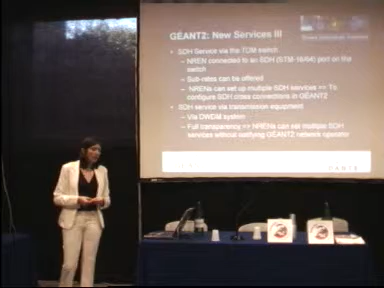 GÉANT2: New Services III
• SDH Service via the TDM switch
– NREN connected to an SDH (STM-16/64) port on the
switch
– Sub-rates can be offered
– NRENs can set up multiple SDH services => To
configure SDH cross connections in GÉANT2
• SDH service via transmission equipment
– Via DWDM system
– Full transparency => NRENs can set multiple SDH
services without notifying GÉANT2 network operator